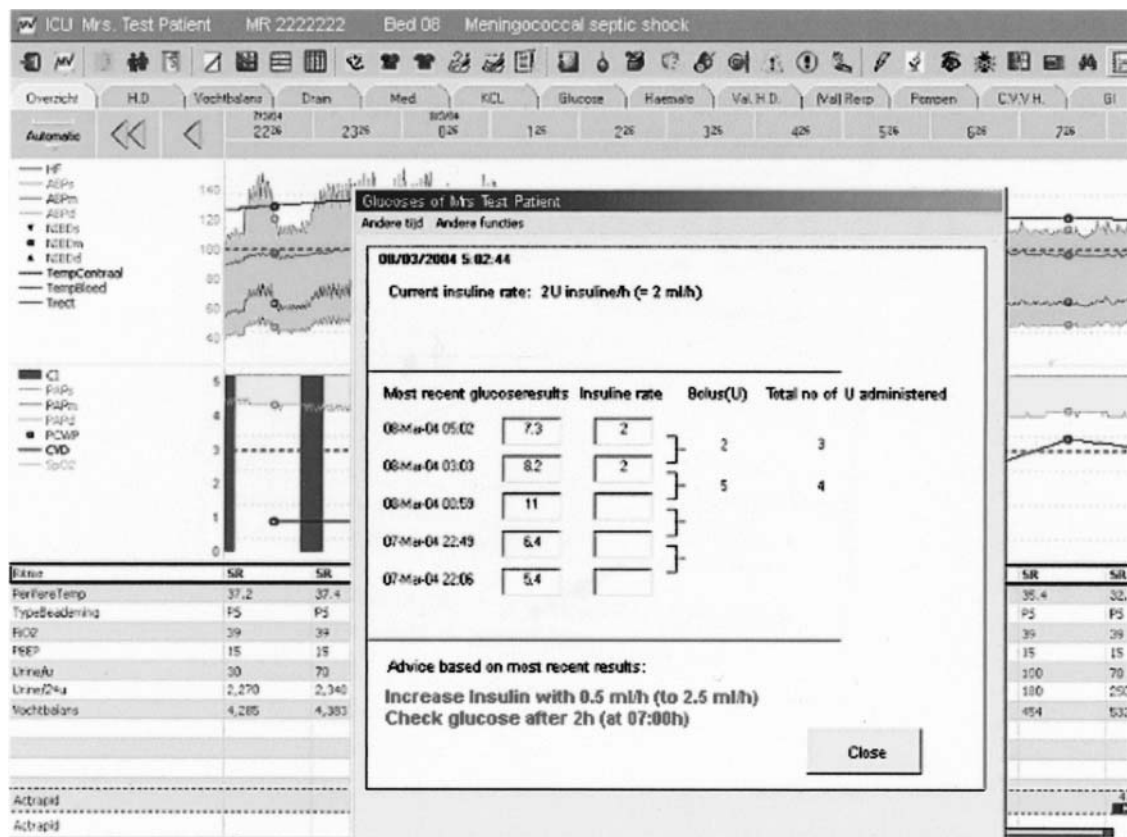 ICU Mrs. Test Patient MR 2222222 Bed 08 Meningococcal septic shock
Overzicht H.D Vochtbalans Drain Med. KCL Glucose Haemato Val. H.D. (Val) Resp Pompen C.V.V.H. GI
Automatic 22 26 23 26 0 26 1 26 2 26 3 26 4 26 5 26 6 26 7 26
HF
ABPs
ABPm
ABPd
NIBDs
NIBDm
NIBDd
TempCentraal
TempBloed
Trect
140
120
100
80
60
40
CI
PAPs
PAPm
PAPd
PCWP
CVD
SpO2
5
4
3
2
1
0
Glucoses of Mrs Test Patient
Andere tijd Andere functies
08/03/2004 5:02:44
Current insuline rate: 2U insuline/h (= 2 ml/h)
Most recent glucoseresults Insuline rate Bolus(U) Total no of U administered
08-Mar-04 05:02 7.3 2
2 3
08-Mar-04 03:03 8.2 2
5 4
08-Mar-04 00:59 11
07-Mar-04 22:49 6.4
07-Mar-04 22:06 5.4
Advice based on most recent results:
Increase Insulin with 0.5 ml/h (to 2.5 ml/h)
Check glucose after 2h (at 07:00h)
Close
Ritme SR SR SR SR
PerifereTemp 37.2 37.4 35.4 32.
TypeBeademing PS PS PS PS
FiO2 39 39 39 39
PEEP 15 15 15 15
Urine/u 30 70 100 70
Urine/24u 2,270 2,340 180
Vochtbalans 4,285 4,383 454
Actrapid
Actrapid